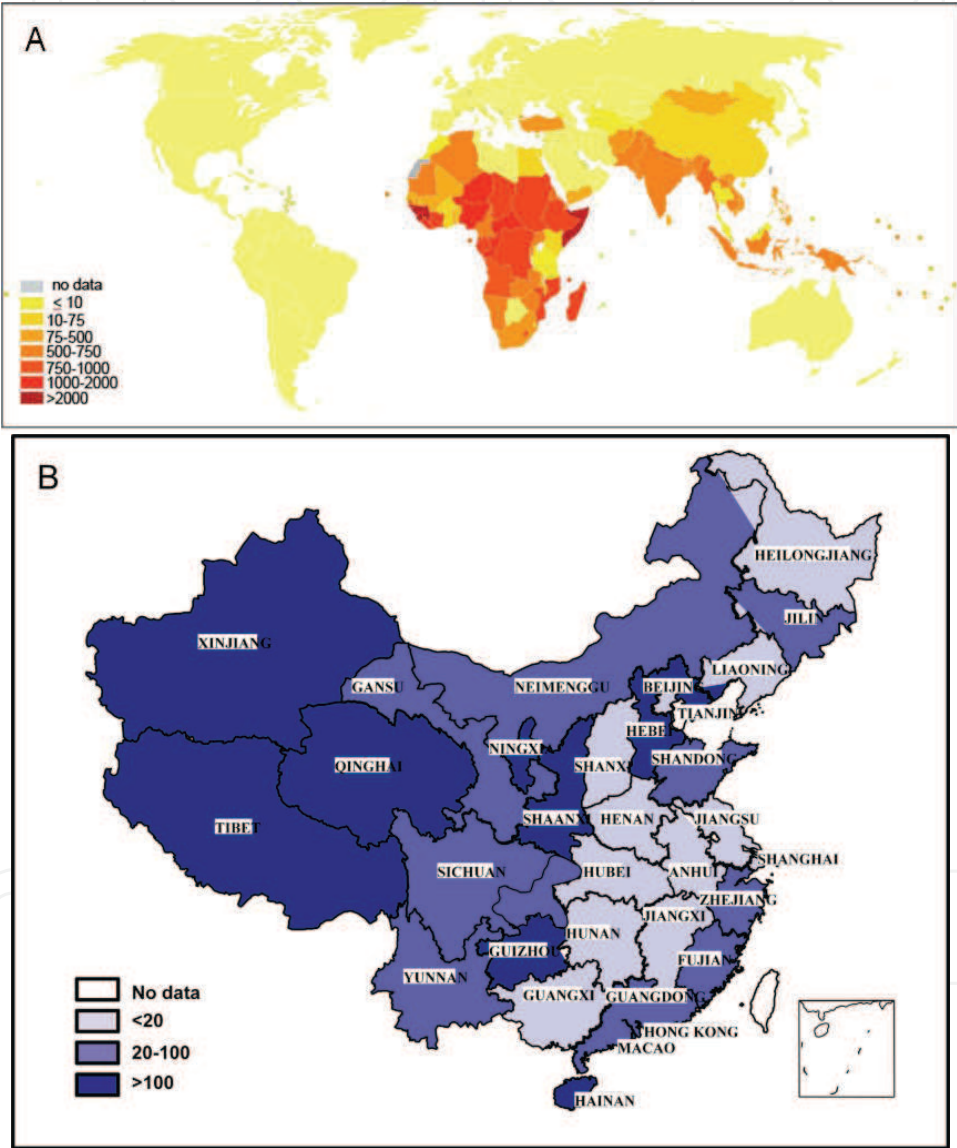 A
no data
≤ 10
10-75
75-500
500-750
750-1000
1000-2000
>2000
B
HEILONGJIANG
JILIN
XINJIANG
LIAONING
GANSU
NEIMENGGU
BEIJING
TIANJIN
HEBEI
NINGXIA
SHANDONG
QINGHAI
SHANXI
SHAANXI
HENAN
JIANGSU
TIBET
SHANGHAI
SICHUAN
HUBEI
ANHUI
ZHEJIANG
JIANGXI
HUNAN
GUIZHOU
FUJIAN
YUNNAN
GUANGXI
GUANGDONG
HONG KONG
MACAO
HAINAN
No data
<20
20-100
>100